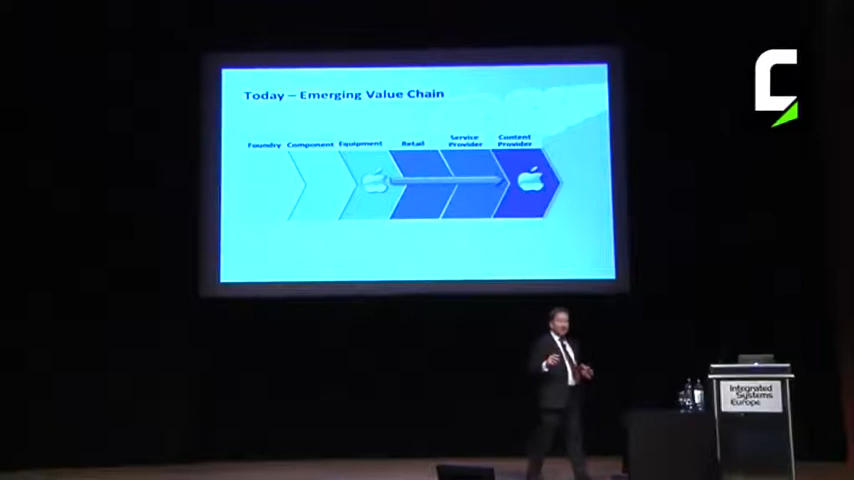 Today – Emerging Value Chain
Foundry
Component
Equipment
Retail
Service
Provider
Content
Provider
Integrated
Systems
Europe